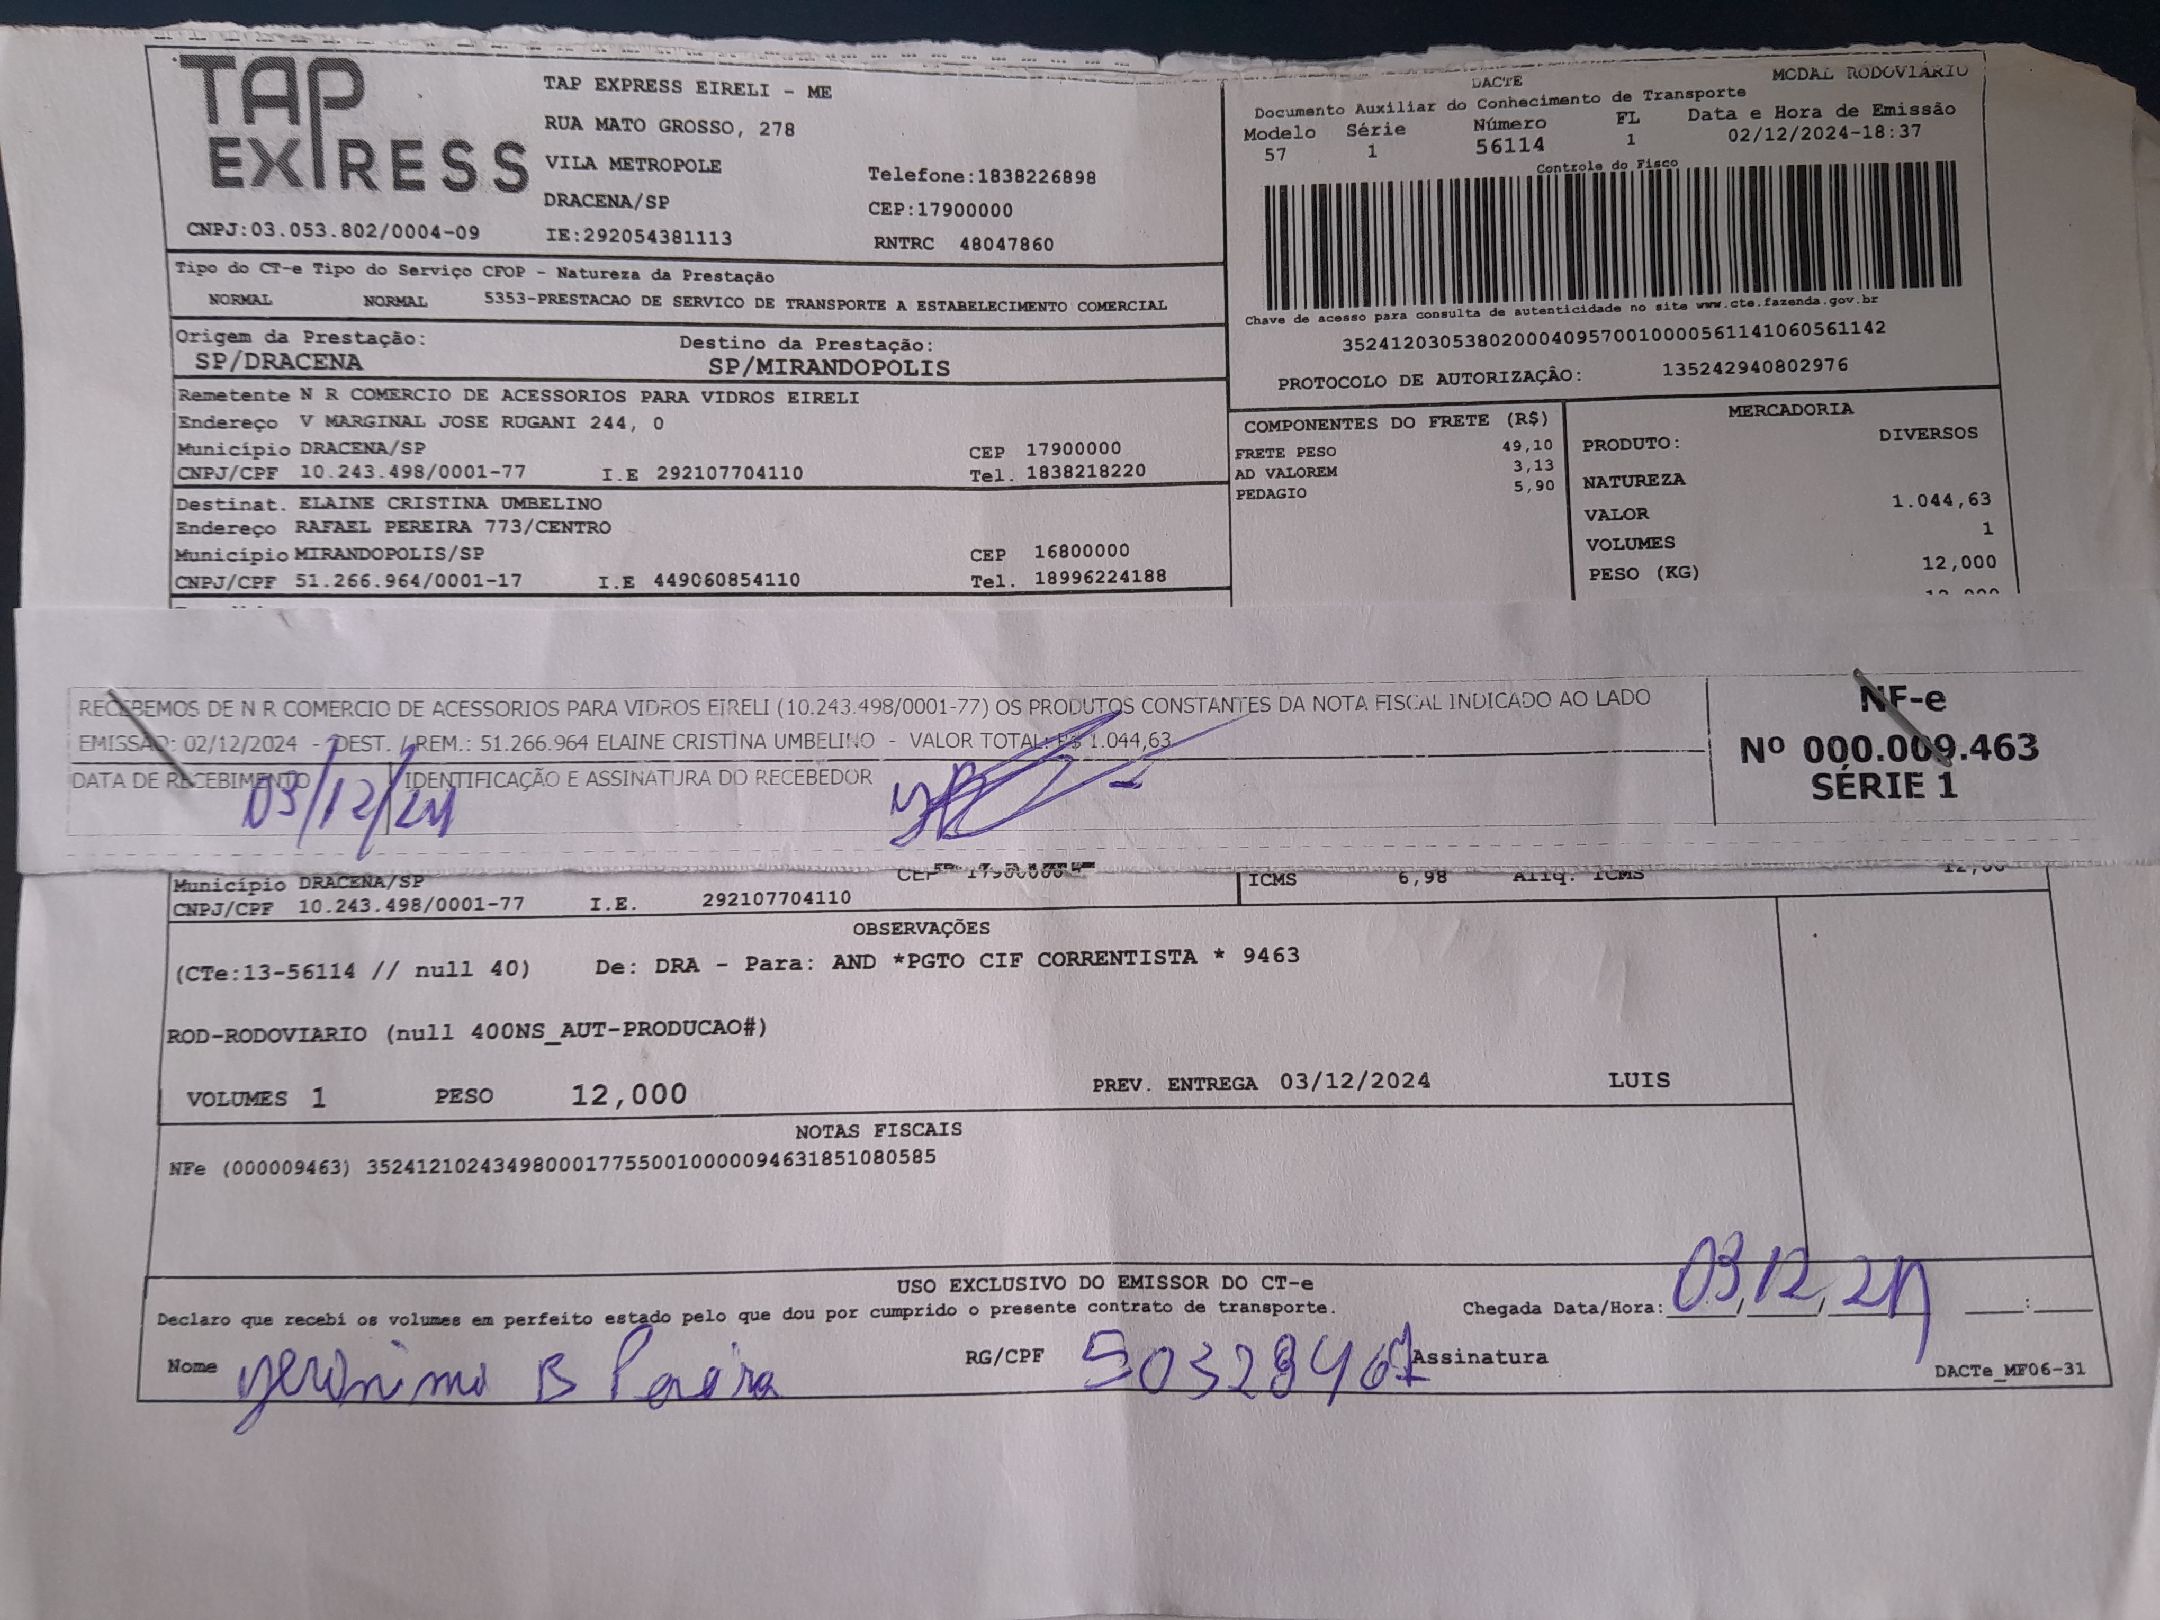 TAP EXPRESS
TAP EXPRESS EIRELI - ME
RUA MATO GROSSO, 278
VILA METROPOLE
Telefone:1838226898
DRACENA/SP
CEP:17900000
CNPJ:03.053.802/0004-09
IE:292054381113
RNTRC 48047860
DACTE
MODAL RODOVIÁRIO
Documento Auxiliar do Conhecimento de Transporte
Modelo Série Número FL Data e Hora de Emissão
57 1 56114 1 02/12/2024-18:37
Controle do Fisco
Chave de acesso para consulta de autenticidade no site www.cte.fazenda.gov.br
35241203053802000409570010000561141060561142
PROTOCOLO DE AUTORIZAÇÃO: 135242940802976
Tipo do CT-e Tipo do Serviço CFOP - Natureza da Prestação
NORMAL NORMAL 5353-PRESTACAO DE SERVICO DE TRANSPORTE A ESTABELECIMENTO COMERCIAL
Origem da Prestação: Destino da Prestação:
SP/DRACENA SP/MIRANDOPOLIS
Remetente N R COMERCIO DE ACESSORIOS PARA VIDROS EIRELI
Endereço V MARGINAL JOSE RUGANI 244, 0
Município DRACENA/SP CEP 17900000
CNPJ/CPF 10.243.498/0001-77 I.E 292107704110 Tel. 1838218220
Destinat. ELAINE CRISTINA UMBELINO
Endereço RAFAEL PEREIRA 773/CENTRO
Município MIRANDOPOLIS/SP CEP 16800000
CNPJ/CPF 51.266.964/0001-17 I.E 449060854110 Tel. 18996224188
COMPONENTES DO FRETE (R$)
FRETE PESO 49,10
AD VALOREM 3,13
PEDAGIO 5,90
MERCADORIA
PRODUTO: DIVERSOS
NATUREZA
VALOR 1.044,63
VOLUMES 1
PESO (KG) 12,000
RECEBEMOS DE N R COMERCIO DE ACESSORIOS PARA VIDROS EIRELI (10.243.498/0001-77) OS PRODUTOS CONSTANTES DA NOTA FISCAL INDICADO AO LADO
EMISSÃO: 02/12/2024 - DEST. / REM.: 51.266.964 ELAINE CRISTINA UMBELINO - VALOR TOTAL: R$ 1.044,63
DATA DE RECEBIMENTO IDENTIFICAÇÃO E ASSINATURA DO RECEBEDOR
03/12/24
NF-e
Nº 000.009.463
SÉRIE 1
Município DRACENA/SP CEP 17900000
CNPJ/CPF 10.243.498/0001-77 I.E. 292107704110
ICMS 6,98 Aliq. ICMS 12,00
OBSERVAÇÕES
(CTe:13-56114 // null 40) De: DRA - Para: AND *PGTO CIF CORRENTISTA * 9463
ROD-RODOVIARIO (null 400NS_AUT-PRODUCAO#)
VOLUMES 1 PESO 12,000 PREV. ENTREGA 03/12/2024 LUIS
NOTAS FISCAIS
NFe (000009463) 35241210243498000177550010000094631851080585
USO EXCLUSIVO DO EMISSOR DO CT-e
Declaro que recebi os volumes em perfeito estado pelo que dou por cumprido o presente contrato de transporte. Chegada Data/Hora: 03/12/24 __:__
Nome Yeronimo B Pereira RG/CPF 503289467 Assinatura
DACTe_MF06-31